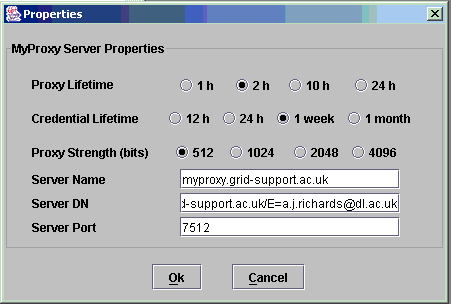 Properties
MyProxy Server Properties
Proxy Lifetime 1 h 2 h 10 h 24 h
Credential Lifetime 12 h 24 h 1 week 1 month
Proxy Strength (bits) 512 1024 2048 4096
Server Name myproxy.grid-support.ac.uk
Server DN d-support.ac.uk/E=a.j.richards@dl.ac.uk
Server Port 7512
Ok Cancel